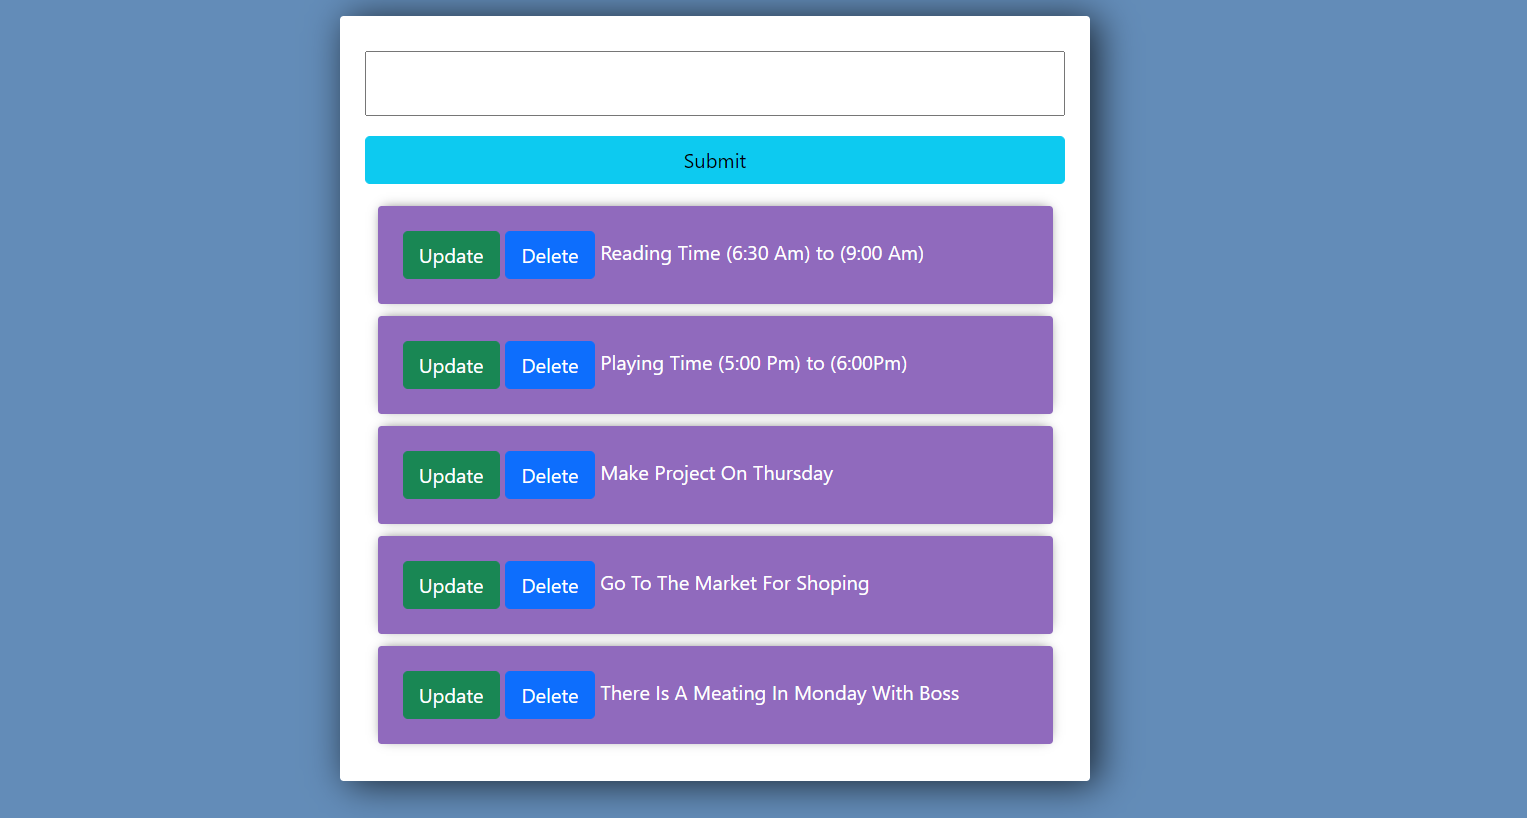 Submit
Update Delete Reading Time (6:30 Am) to (9:00 Am)
Update Delete Playing Time (5:00 Pm) to (6:00Pm)
Update Delete Make Project On Thursday
Update Delete Go To The Market For Shoping
Update Delete There Is A Meating In Monday With Boss